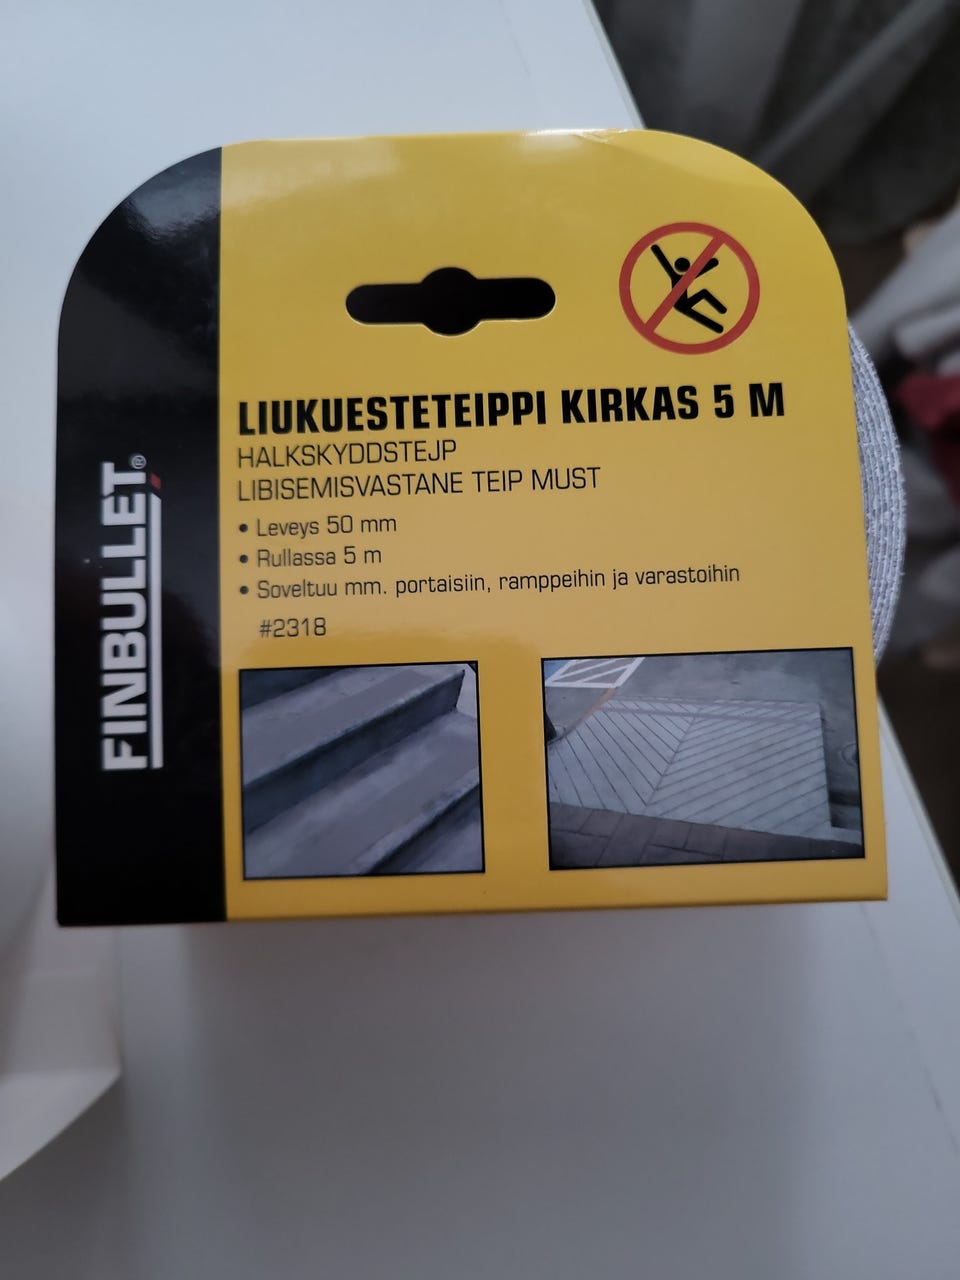 LIUKUESTETEIPPI KIRKAS 5 M
HALKSKYDDSTEJP
LIBISEMISVASTANE TEIP MUST
• Leveys 50 mm
• Rullassa 5 m
• Soveltuu mm. portaisiin, ramppeihin ja varastoihin
#2318
FINBULLET®